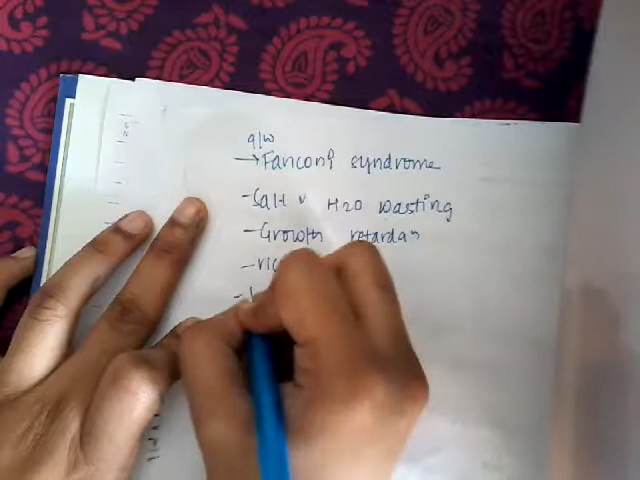 a/w
→ Fanconi syndrome
- Salt & H2O wasting
- Growth retardan